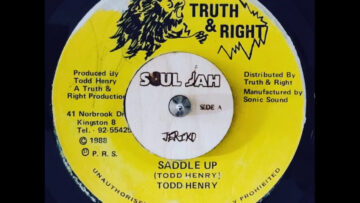 TRUTH
& RIGHT
Produced By
Todd Henry
A Truth &
Right Production
Distributed By
Truth & Right
Manufactured by
Sonic Sound
41 Norbrook Dr
Kingston 8
Tel. - 92-5542
© 1988
℗ P. R. S.
SOUL JAH
SIDE A
JERIKO
SADDLE UP
(TODD HENRY)
TODD HENRY
UNAUTHORISED
PROHIBITED